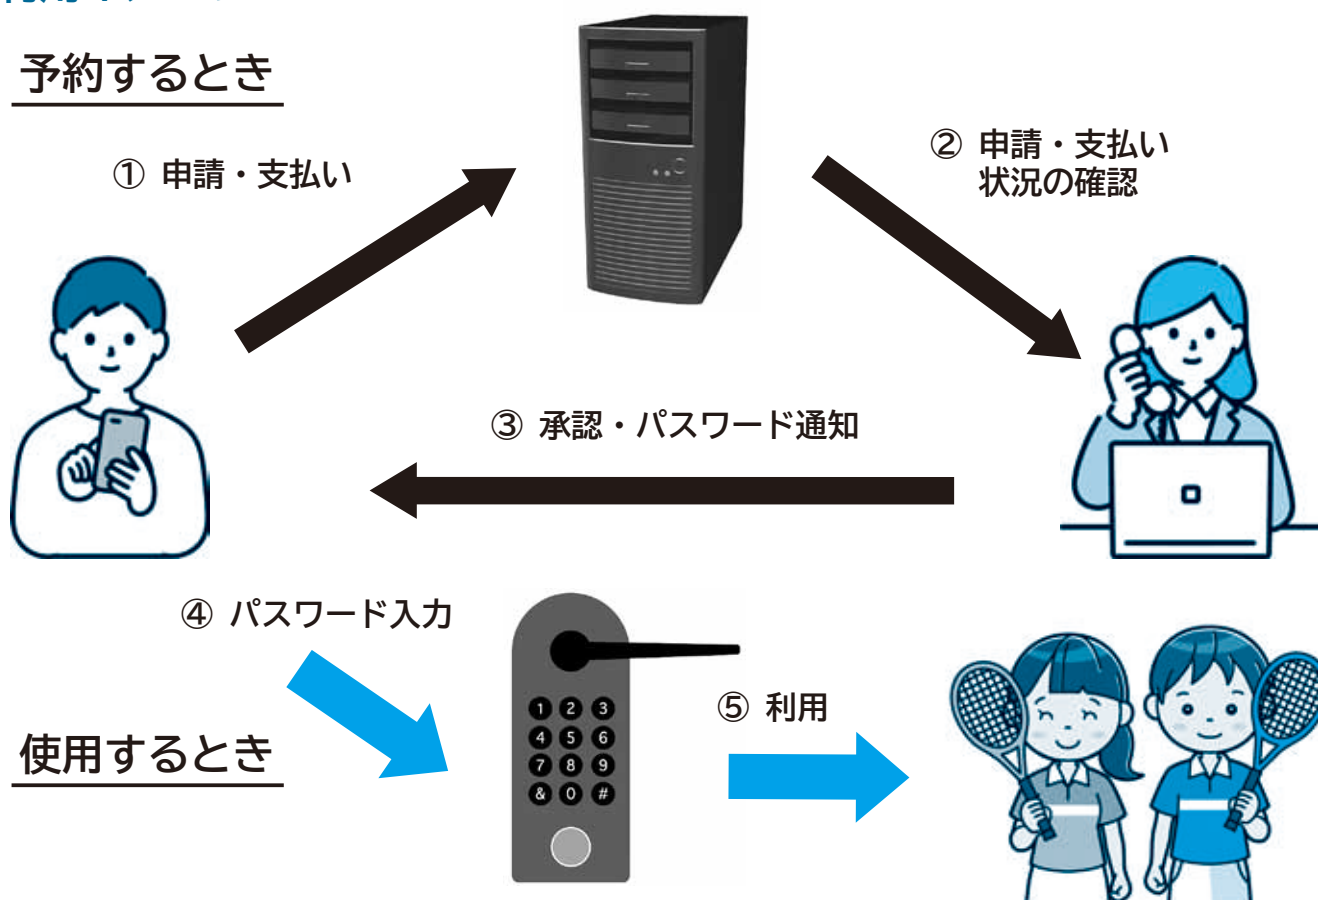 予約するとき
① 申請・支払い
② 申請・支払い
状況の確認
③ 承認・パスワード通知
④ パスワード入力
⑤ 利用
使用するとき
1 2 3
4 5 6
7 8 9
& 0 #